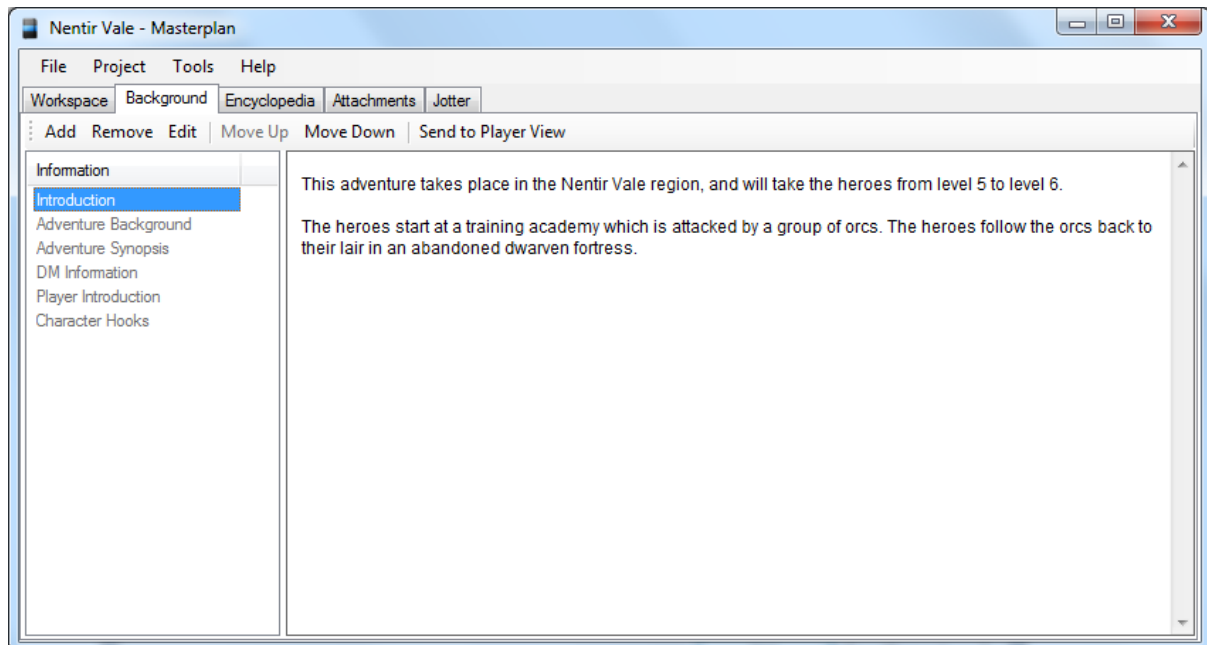 Nentir Vale - Masterplan
File Project Tools Help
Workspace Background Encyclopedia Attachments Jotter
Add Remove Edit Move Up Move Down Send to Player View
Information
Introduction
Adventure Background
Adventure Synopsis
DM Information
Player Introduction
Character Hooks
This adventure takes place in the Nentir Vale region, and will take the heroes from level 5 to level 6.
The heroes start at a training academy which is attacked by a group of orcs. The heroes follow the orcs back to
their lair in an abandoned dwarven fortress.